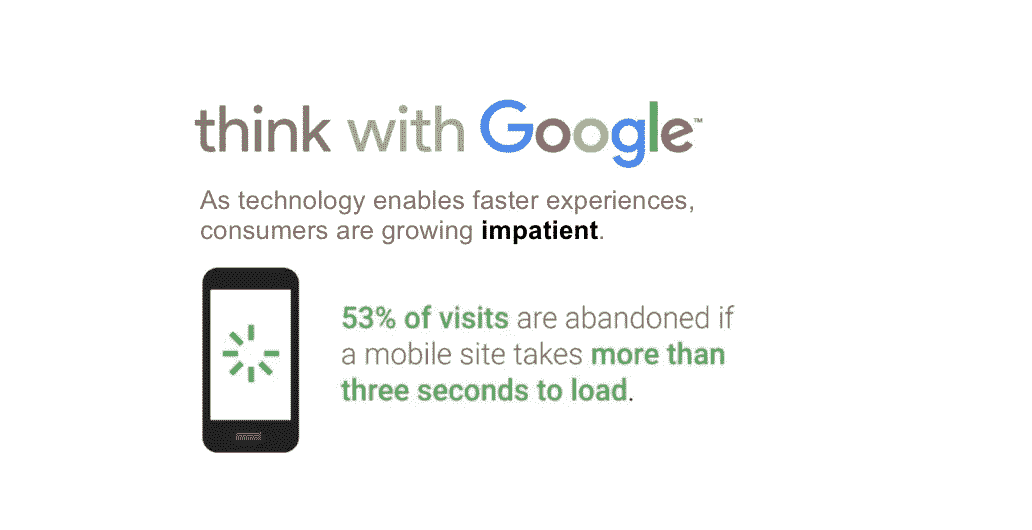 think with Google™
As technology enables faster experiences,
consumers are growing impatient.
53% of visits are abandoned if
a mobile site takes more than
three seconds to load.